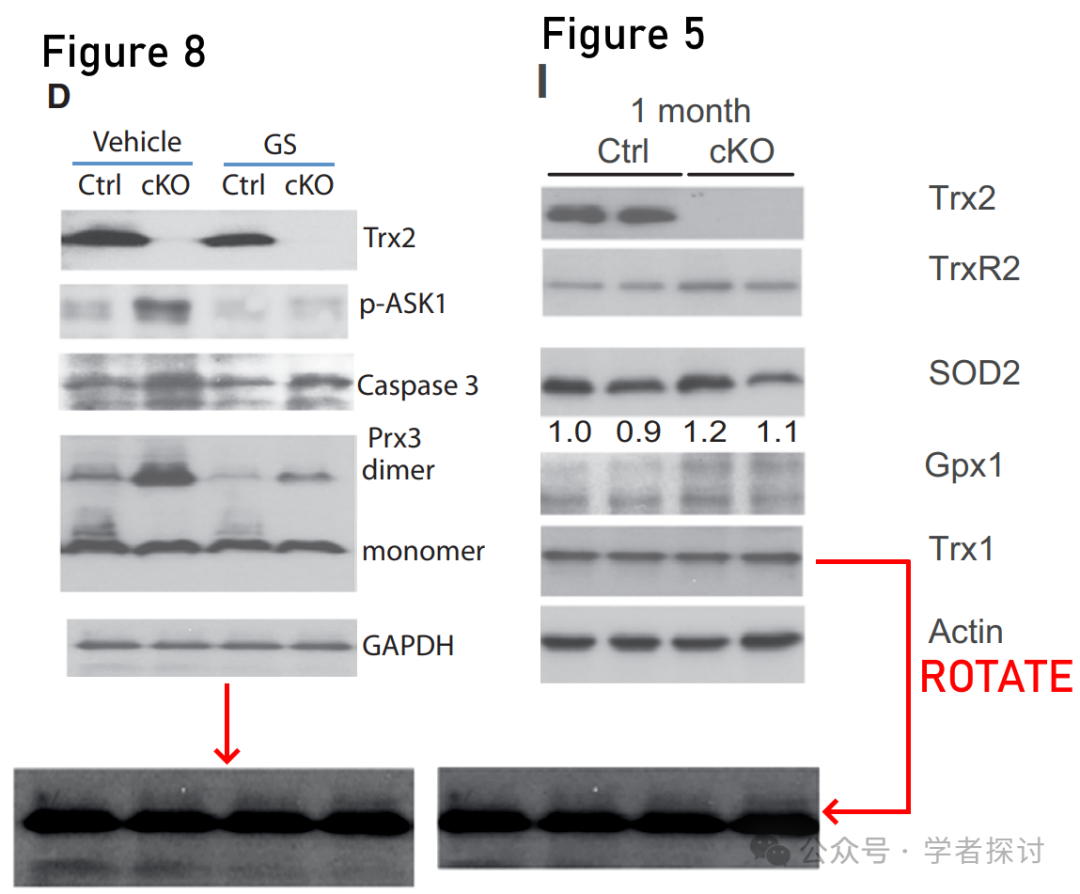 Figure 8
D
Vehicle GS
Ctrl cKO Ctrl cKO
Trx2
p-ASK1
Caspase 3
Prx3
dimer
monomer
GAPDH
Figure 5
I
1 month
Ctrl cKO
Trx2
TrxR2
SOD2
1.0 0.9 1.2 1.1
Gpx1
Trx1
Actin
ROTATE
公众号 · 学者探讨